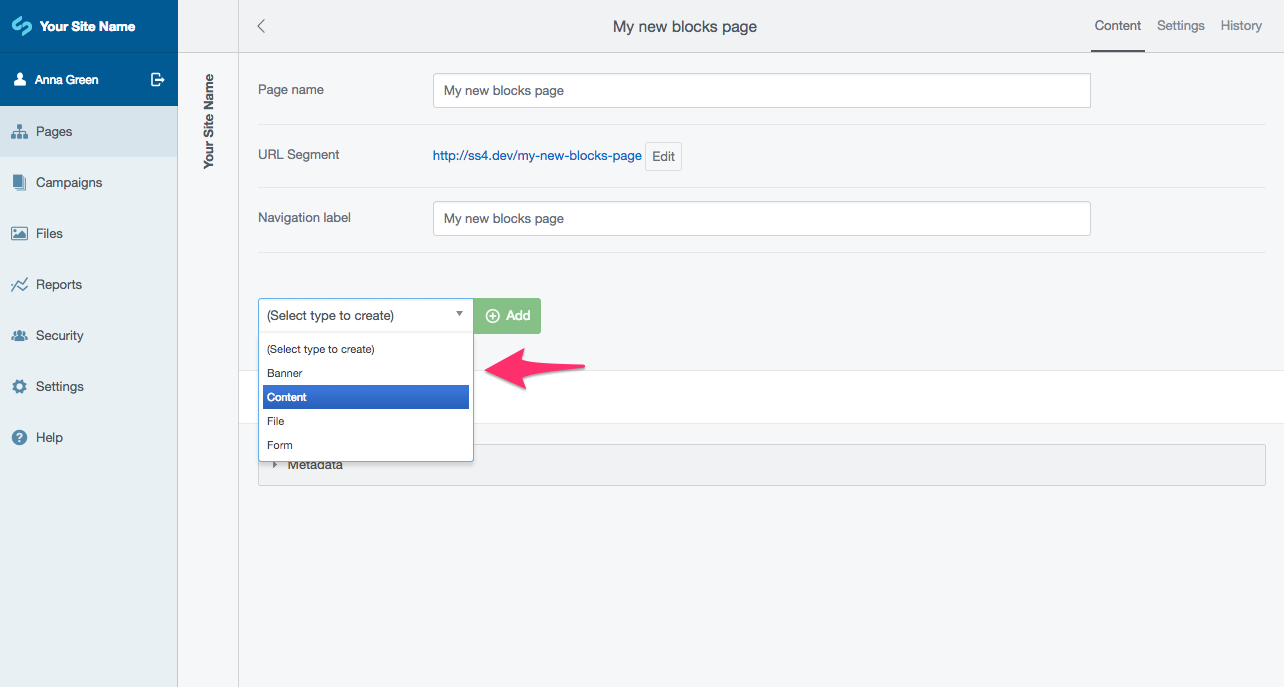 Your Site Name
Anna Green
Pages
Campaigns
Files
Reports
Security
Settings
Help
Your Site Name
My new blocks page
Content Settings History
Page name My new blocks page
URL Segment http://ss4.dev/my-new-blocks-page Edit
Navigation label My new blocks page
(Select type to create) Add
(Select type to create)
Banner
Content
File
Form
Metadata